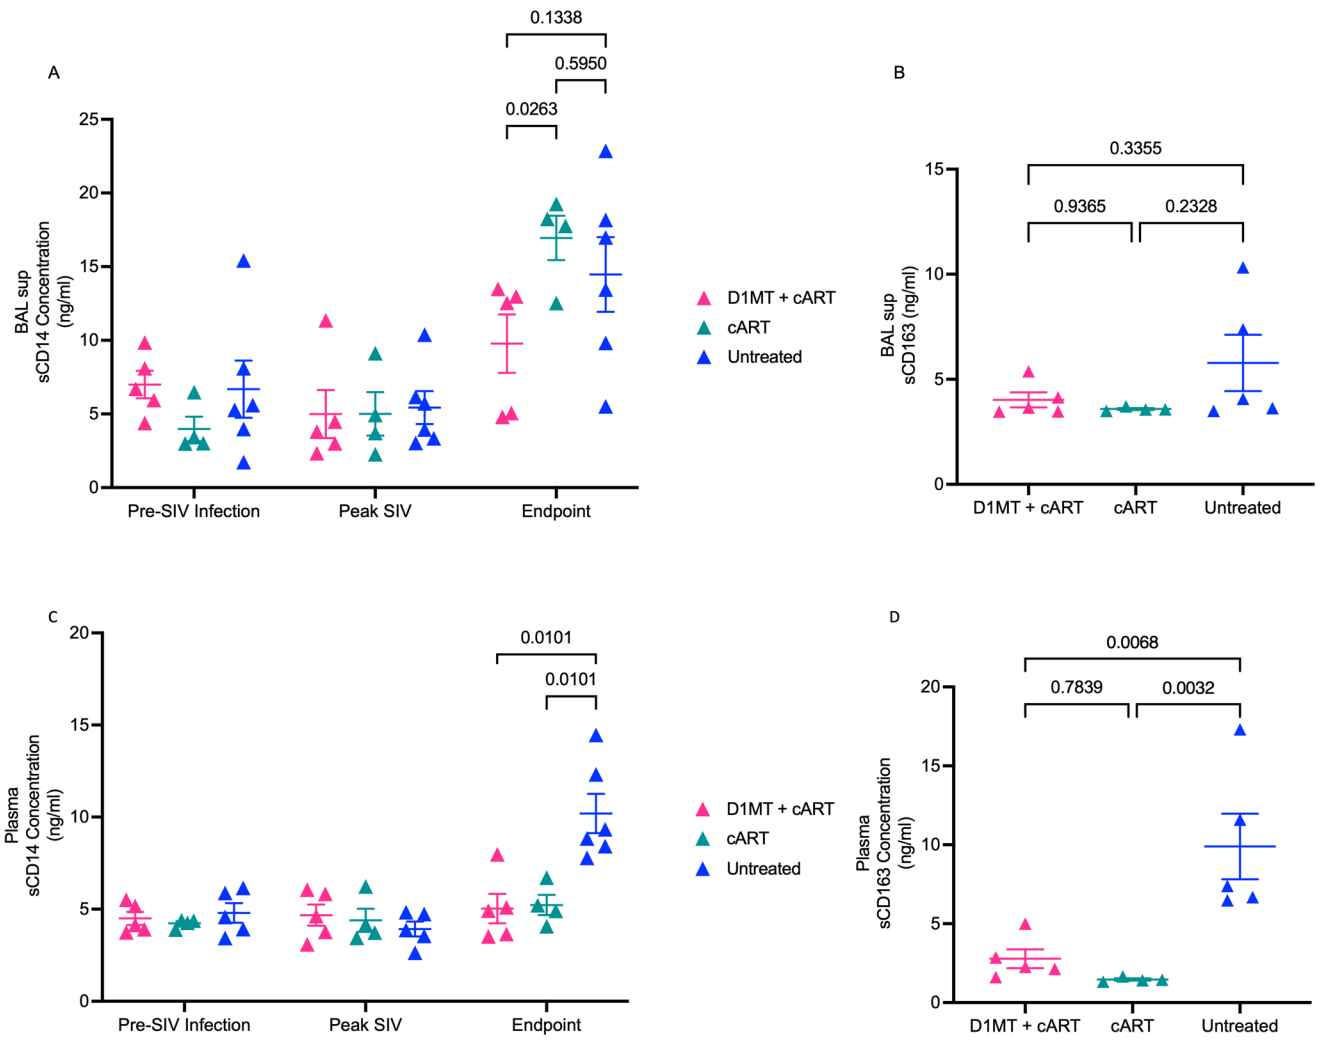 A
0.1338
0.5950
0.0263
25
20
15
10
5
0
BAL sup
sCD14 Concentration
(ng/ml)
Pre-SIV Infection
Peak SIV
Endpoint
D1MT + cART
cART
Untreated
B
0.3355
0.9365
0.2328
15
10
5
0
BAL sup
sCD163 (ng/ml)
D1MT + cART
cART
Untreated
C
0.0101
0.0101
20
15
10
5
0
Plasma
sCD14 Concentration
(ng/ml)
Pre-SIV Infection
Peak SIV
Endpoint
D1MT + cART
cART
Untreated
D
0.0068
0.7839
0.0032
20
15
10
5
0
Plasma
sCD163 Concentration
(ng/ml)
D1MT + cART
cART
Untreated